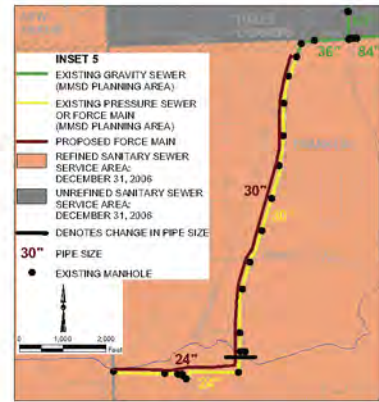 36" 84"
INSET 5
EXISTING GRAVITY SEWER
(MMSD PLANNING AREA)
EXISTING PRESSURE SEWER
OR FORCE MAIN
(MMSD PLANNING AREA)
PROPOSED FORCE MAIN
REFINED SANITARY SEWER
SERVICE AREA:
DECEMBER 31, 2006
UNREFINED SANITARY SEWER
SERVICE AREA:
DECEMBER 31, 2006
DENOTES CHANGE IN PIPE SIZE
30" PIPE SIZE
EXISTING MANHOLE
30"
0 1,000 2,000
Feet
24"